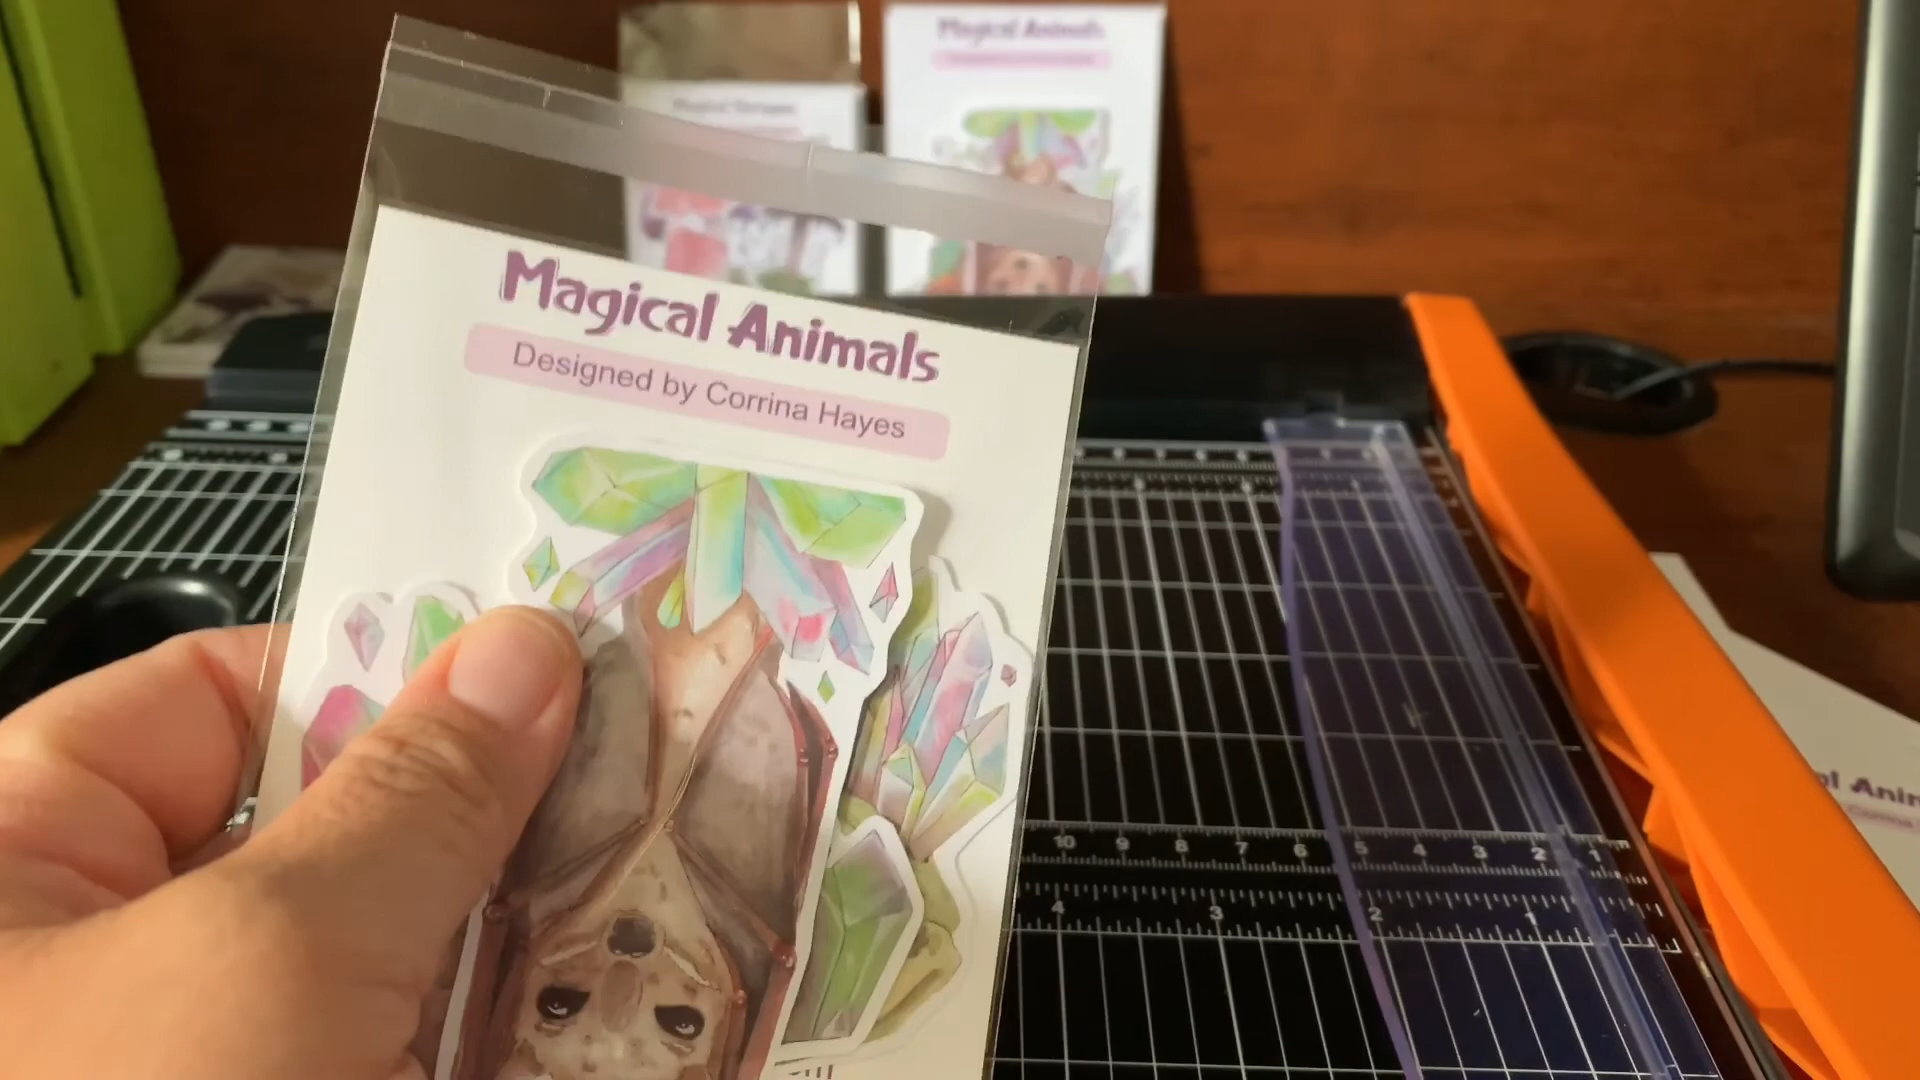 Magical Animals
Magical Animals
Designed by Corrina Hayes
10 9 8 7 6 5 4 3 2 1
4 3 2 1